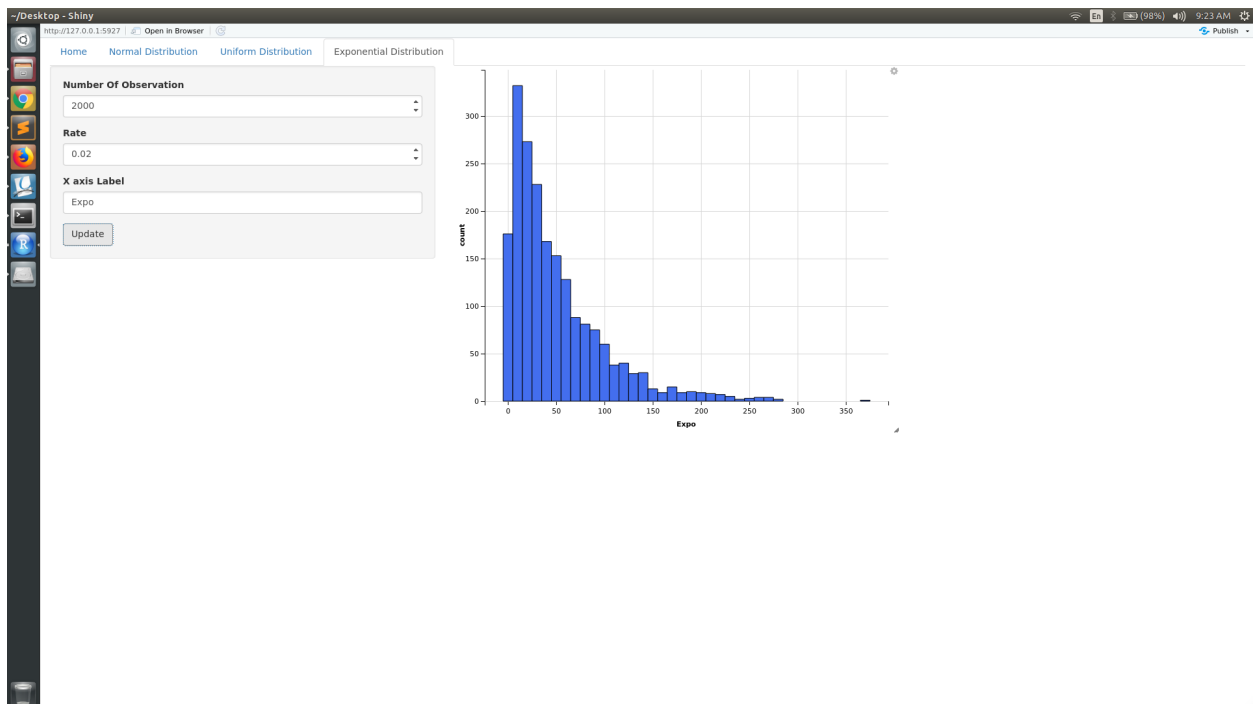 ~/Desktop - Shiny
En (98%) 9:23 AM
http://127.0.0.1:5927 Open in Browser Publish
Home Normal Distribution Uniform Distribution Exponential Distribution
Number Of Observation
2000
Rate
0.02
X axis Label
Expo
Update
300
250
200
150
100
50
0
count
0 50 100 150 200 250 300 350
Expo